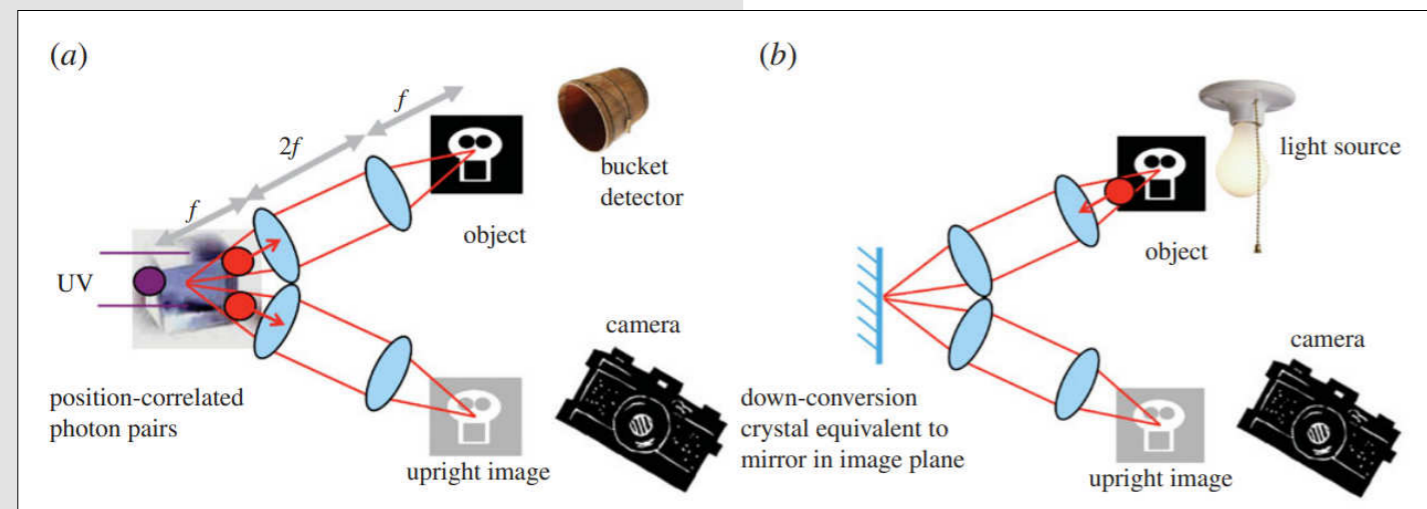 (a)
f
2f
f
bucket
detector
object
UV
camera
position-correlated
photon pairs
upright image
(b)
light source
object
camera
down-conversion
crystal equivalent to
mirror in image plane
upright image